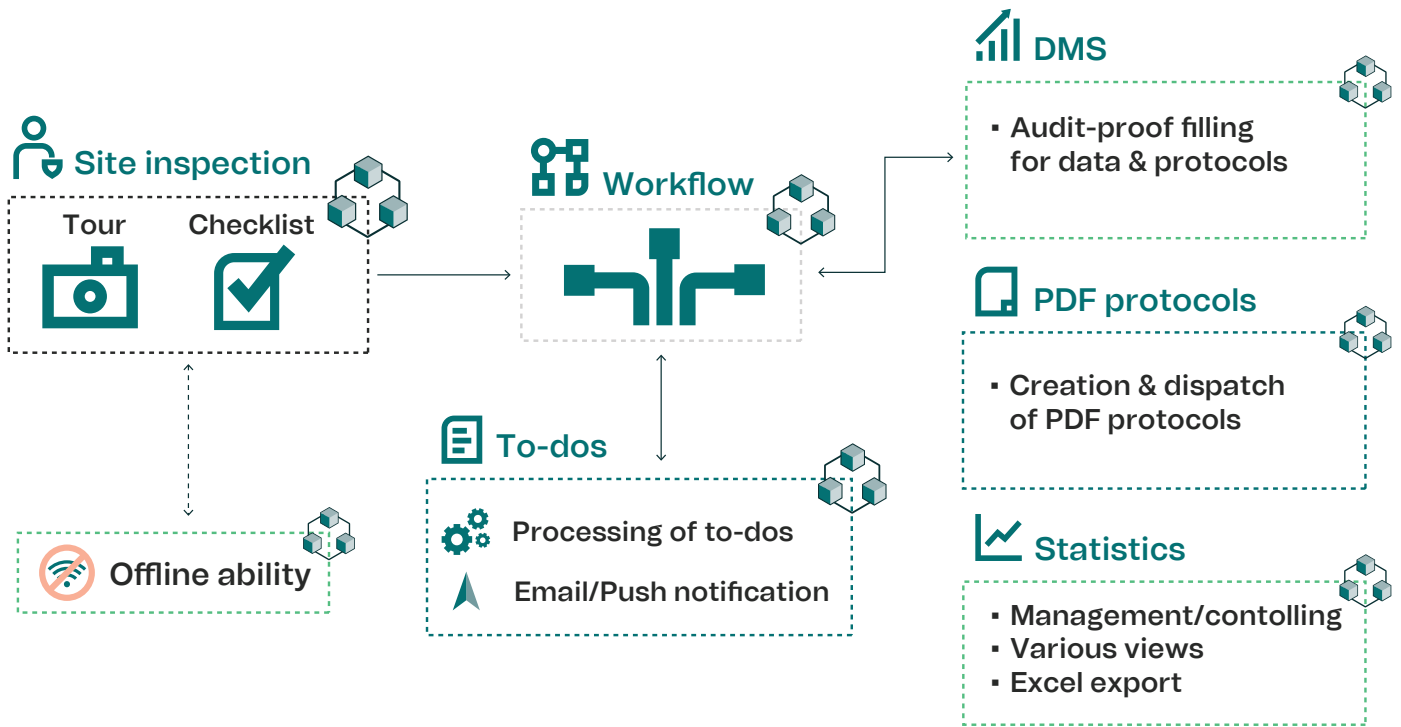 Site inspection
Tour
Checklist
Offline ability
Workflow
To-dos
Processing of to-dos
Email/Push notification
DMS
▪ Audit-proof filling
for data & protocols
PDF protocols
▪ Creation & dispatch
of PDF protocols
Statistics
▪ Management/contolling
▪ Various views
▪ Excel export